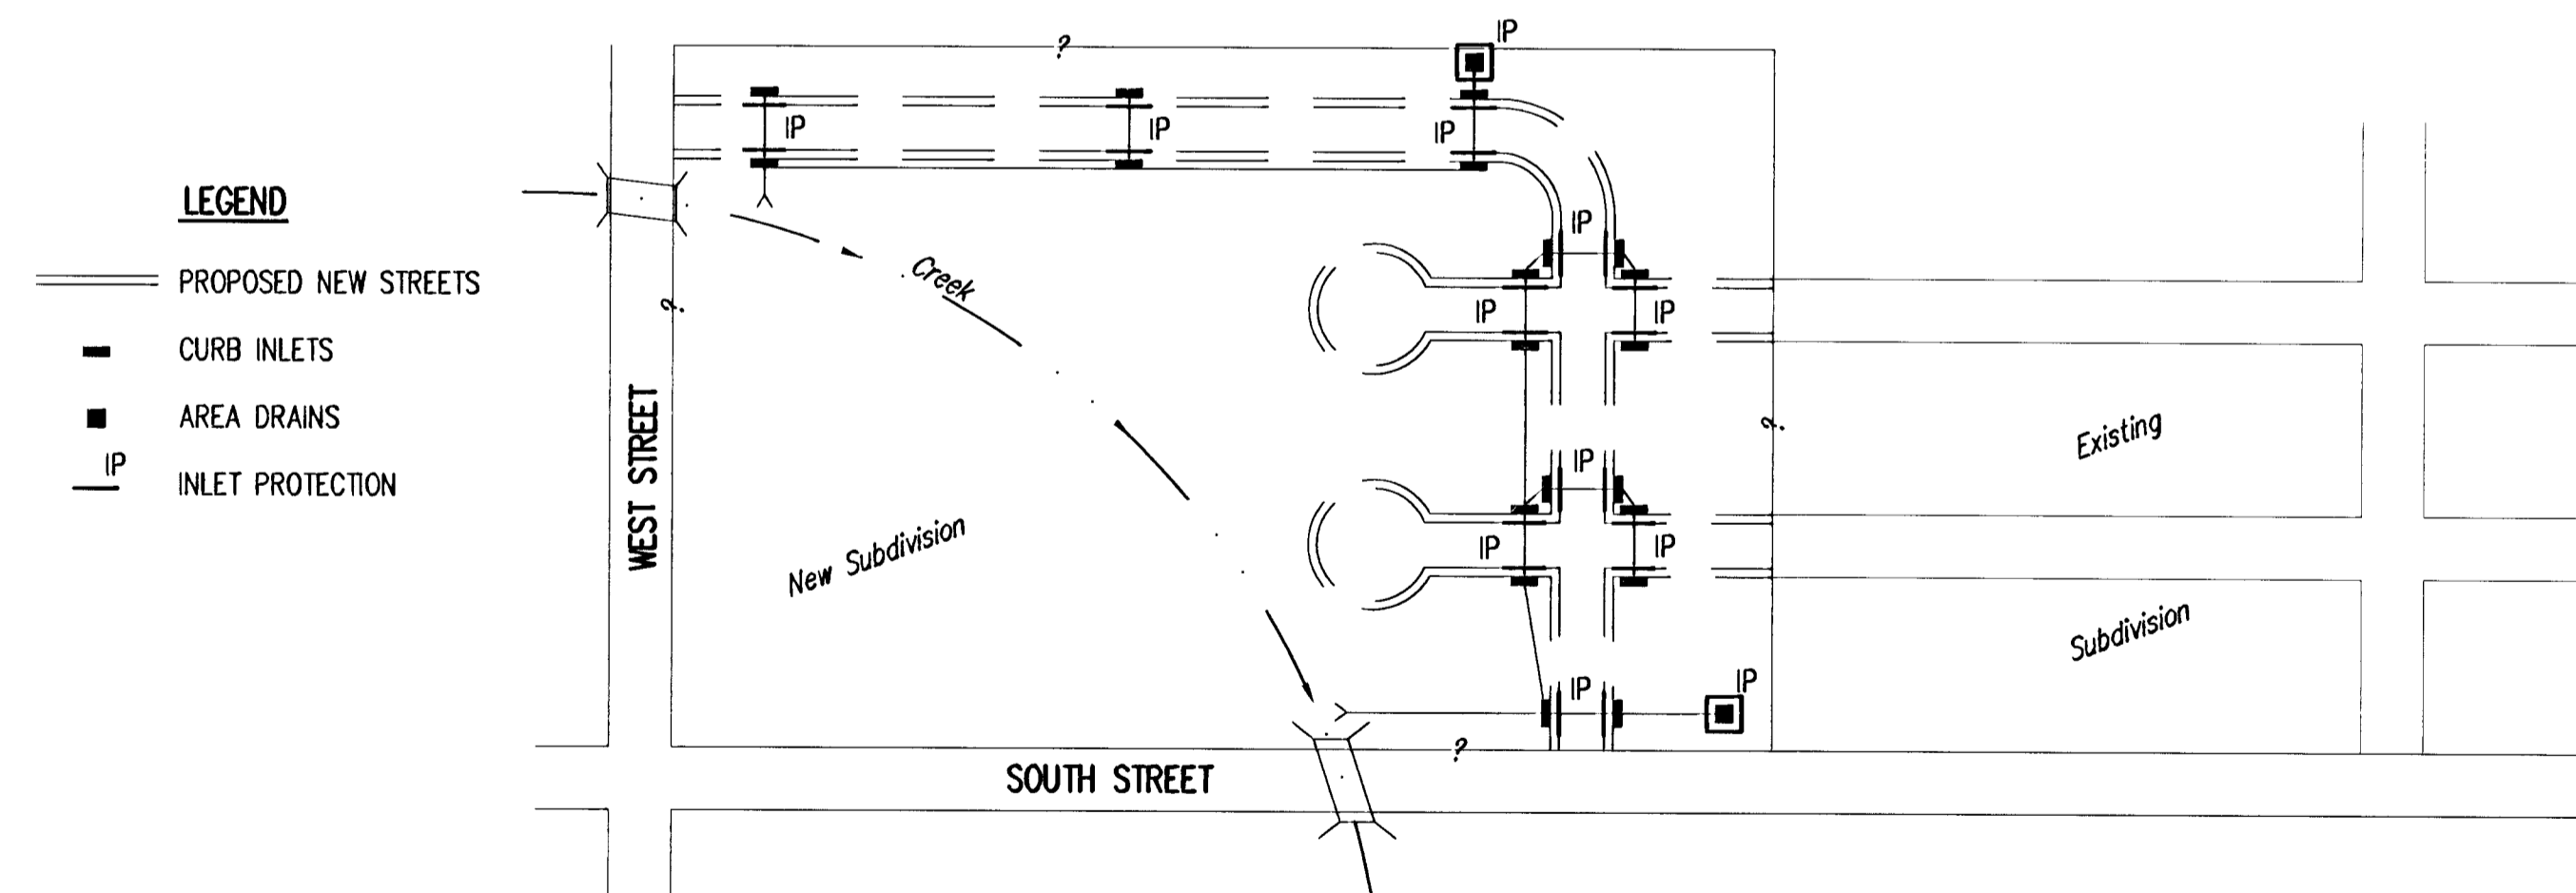 LEGEND
PROPOSED NEW STREETS
CURB INLETS
AREA DRAINS
IP
INLET PROTECTION
?
IP
IP
IP
IP
Creek
?
IP
IP
IP
WEST STREET
?
Existing
New Subdivision
IP
IP
IP
Subdivision
IP
IP
?
SOUTH STREET